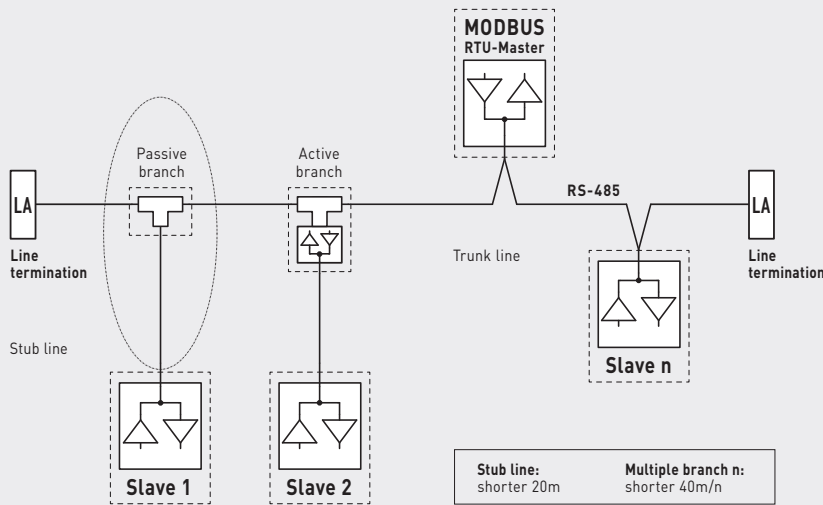 MODBUS
RTU-Master
Passive
branch
Active
branch
LA
RS-485
LA
Line
termination
Trunk line
Line
termination
Stub line
Slave n
Slave 1
Slave 2
Stub line:
shorter 20m
Multiple branch n:
shorter 40m/n